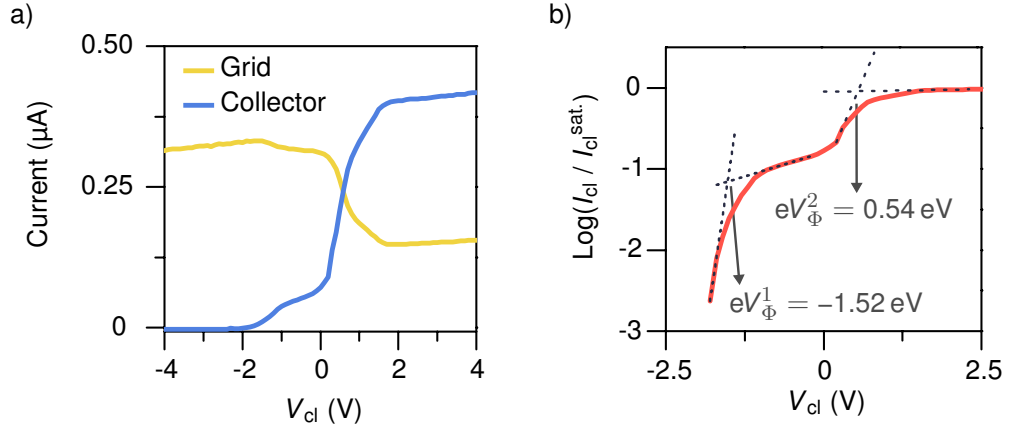 a)
0.50
Grid
Collector
Current (µA)
0.25
0
-4
-2
0
2
4
V_cl (V)
b)
0
-1
-2
-3
Log(I_cl / I_cl^sat.)
eV_Φ^2 = 0.54 eV
eV_Φ^1 = −1.52 eV
-2.5
0
2.5
V_cl (V)